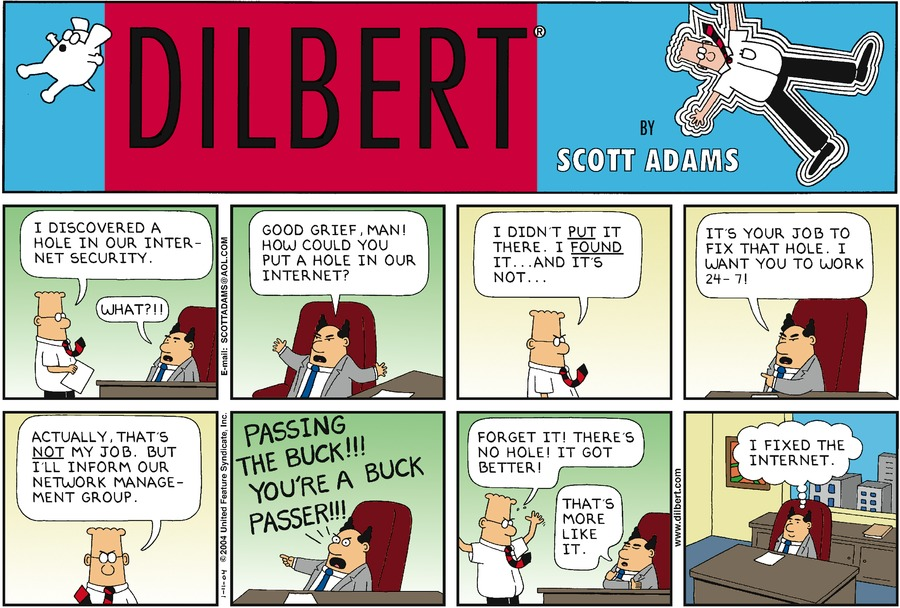 DILBERT®
BY
SCOTT ADAMS
I DISCOVERED A
HOLE IN OUR INTER-
NET SECURITY.
WHAT?!!
E-mail: SCOTTADAMS@AOL.COM
GOOD GRIEF, MAN!
HOW COULD YOU
PUT A HOLE IN OUR
INTERNET?
I DIDN'T PUT IT
THERE. I FOUND
IT...AND IT'S
NOT...
IT'S YOUR JOB TO
FIX THAT HOLE. I
WANT YOU TO WORK
24-7!
ACTUALLY, THAT'S
NOT MY JOB. BUT
I'LL INFORM OUR
NETWORK MANAGE-
MENT GROUP.
1-11-04 © 2004 United Feature Syndicate, Inc.
PASSING
THE BUCK!!!
YOU'RE A BUCK
PASSER!!!
FORGET IT! THERE'S
NO HOLE! IT GOT
BETTER!
THAT'S
MORE
LIKE
IT.
www.dilbert.com
I FIXED THE
INTERNET.